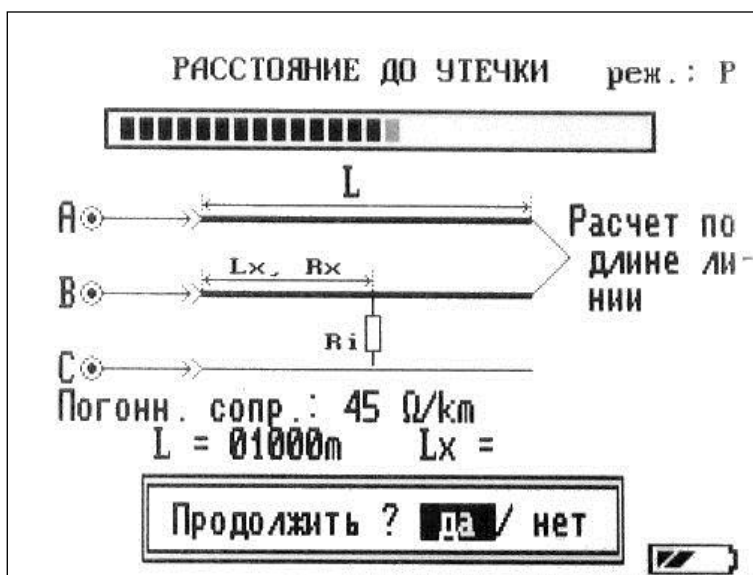 РАССТОЯНИЕ ДО УТЕЧКИ реж.: Р
L
A
Расчет по
длине ли-
нии
Lx, Rx
B
Ri
C
Погонн. сопр.: 45 Ω/km
L = 01000m Lx =
Продолжить ? да/ нет